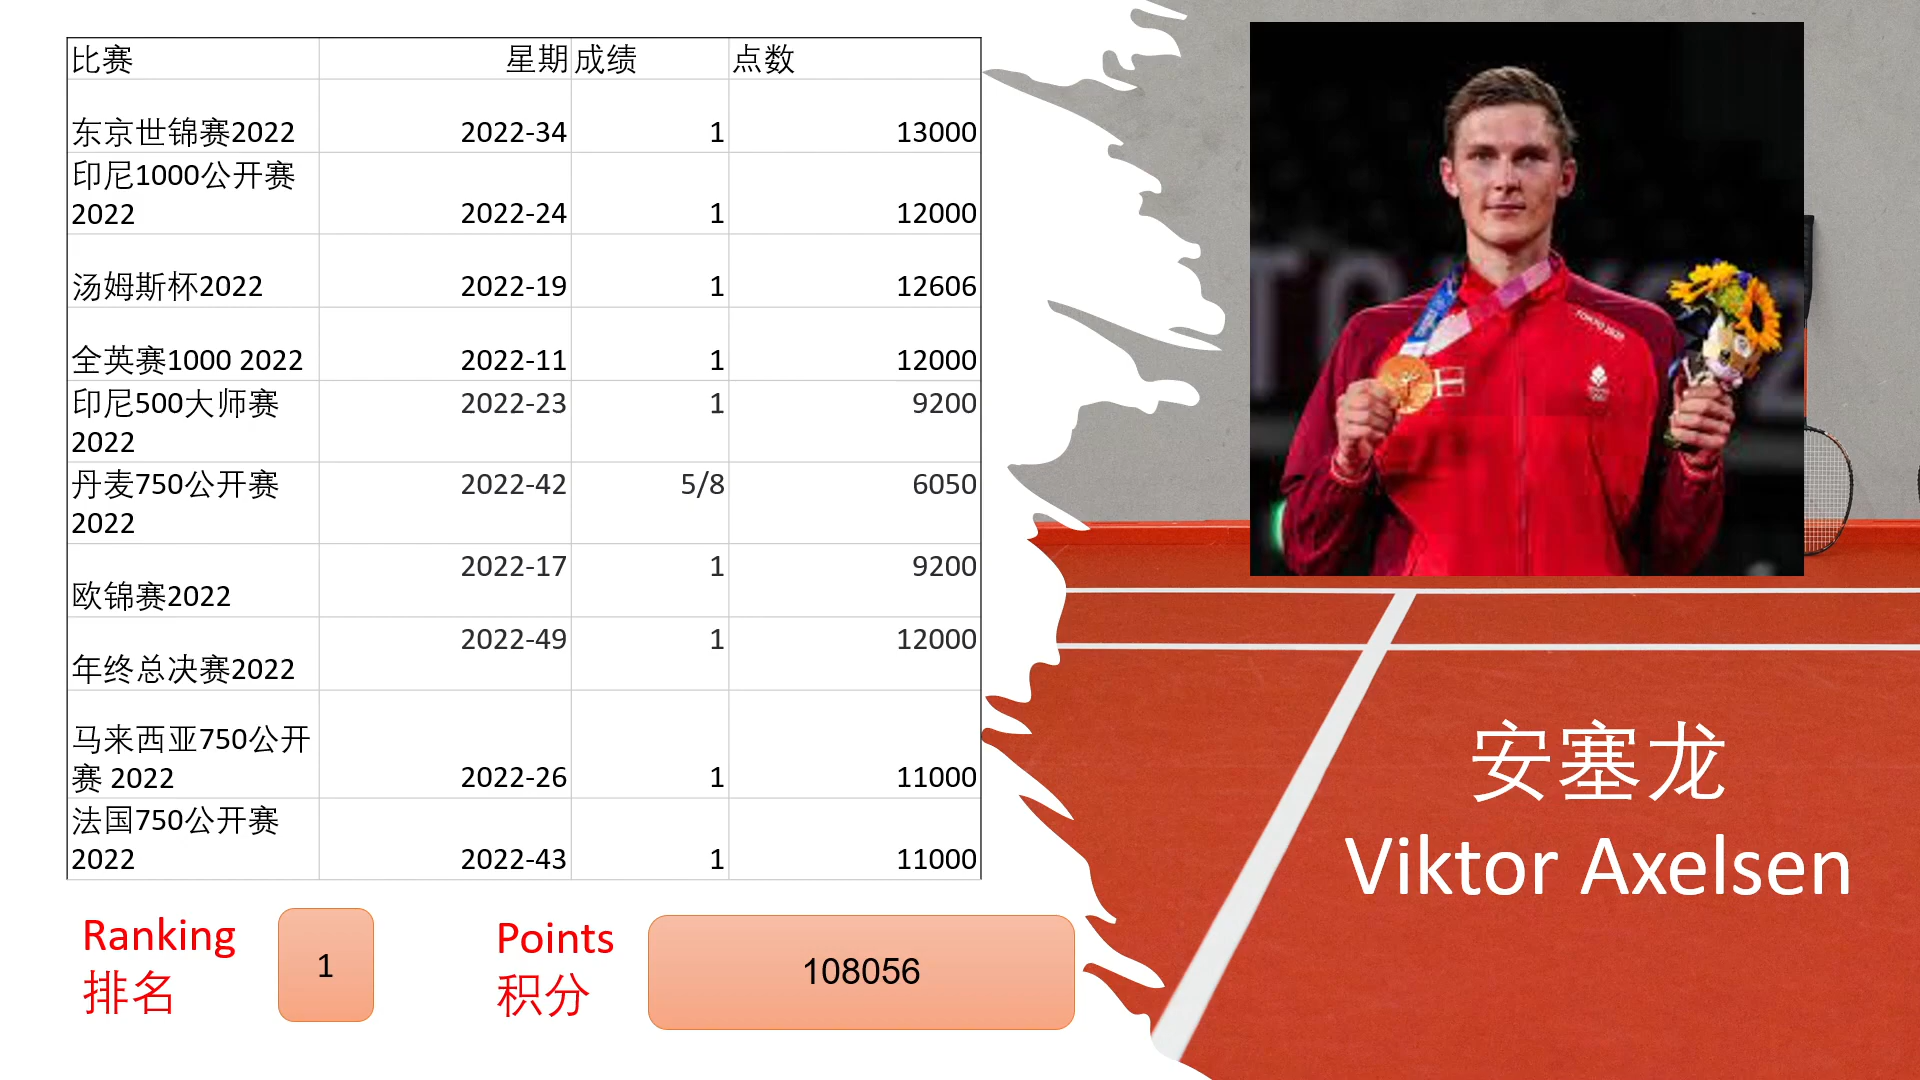 比赛 星期 成绩 点数
东京世锦赛2022 2022-34 1 13000
印尼1000公开赛
2022 2022-24 1 12000
汤姆斯杯2022 2022-19 1 12606
全英赛1000 2022 2022-11 1 12000
印尼500大师赛 2022-23 1 9200
2022
丹麦750公开赛 2022-42 5/8 6050
2022
2022-17 1 9200
欧锦赛2022
2022-49 1 12000
年终总决赛2022
马来西亚750公开
赛 2022 2022-26 1 11000
法国750公开赛
2022 2022-43 1 11000
Ranking
排名
1
Points
积分
108056
TOKYO 2020
安塞龙
Viktor Axelsen